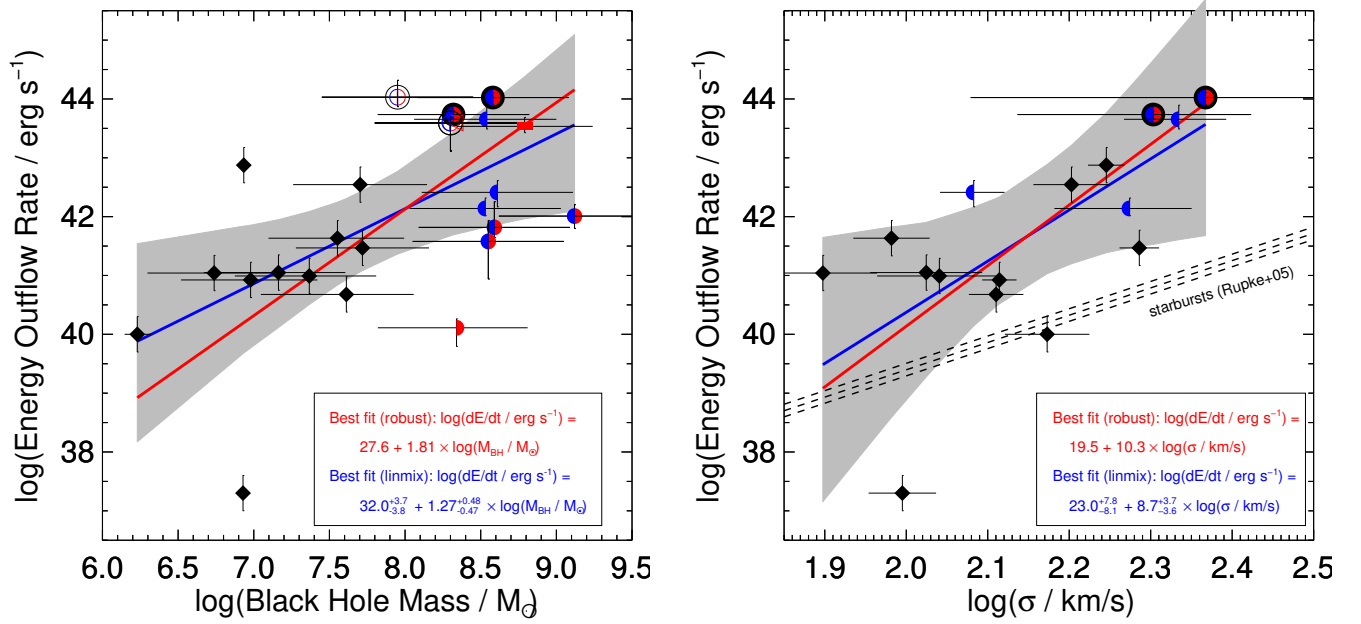 log(Energy Outflow Rate / erg s⁻¹)
44
42
40
38
Best fit (robust): log(dE/dt / erg s⁻¹) =
27.6 + 1.81 × log(M_BH / M_⊙)
Best fit (linmix): log(dE/dt / erg s⁻¹) =
32.0^{+3.7}_{-3.8} + 1.27^{+0.48}_{-0.47} × log(M_BH / M_⊙)
6.0 6.5 7.0 7.5 8.0 8.5 9.0 9.5
log(Black Hole Mass / M_⊙)
log(Energy Outflow Rate / erg s⁻¹)
44
42
40
38
starbursts (Rupke+05)
Best fit (robust): log(dE/dt / erg s⁻¹) =
19.5 + 10.3 × log(σ / km/s)
Best fit (linmix): log(dE/dt / erg s⁻¹) =
23.0^{+7.8}_{-8.1} + 8.7^{+3.7}_{-3.6} × log(σ / km/s)
1.9 2.0 2.1 2.2 2.3 2.4 2.5
log(σ / km/s)